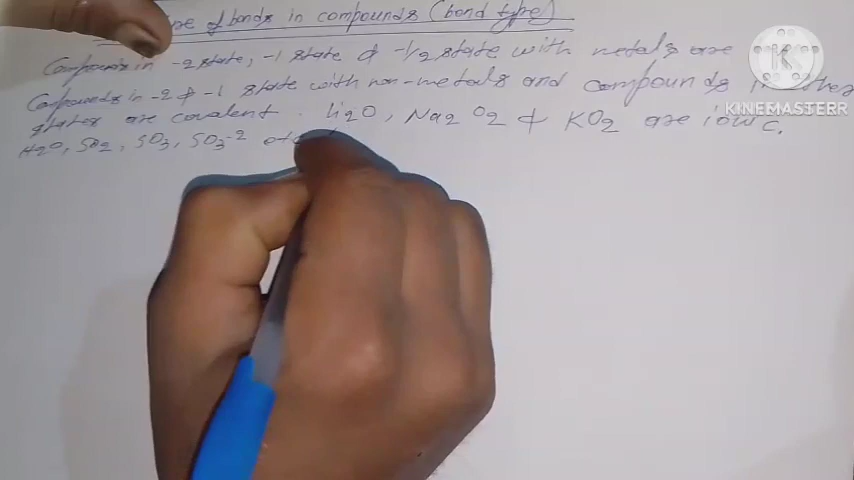 of bonds in compounds (bond type)
Compounds in -2 state, -1 state & -1/2 state with metals are
Compounds in -2 & -1 state with non-metals and compounds in other
states are covalent. Li2O, Na2O2 & KO2 are ionic.
H2O, SO2, SO3, SO3-2
K
KINEMASTER